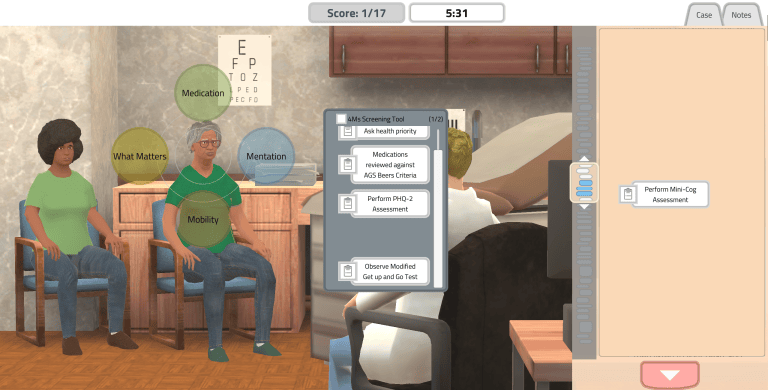 Score: 1/17
5:31
Case
Notes
E
F P
T O Z
L P E D
P E C F D
Medication
What Matters
Mentation
Mobility
4Ms Screening Tool
(1/2)
Ask health priority
Medications
reviewed against
AGS Beers Criteria
Perform PHQ-2
Assessment
Observe Modified
Get up and Go Test
Perform Mini-Cog
Assessment